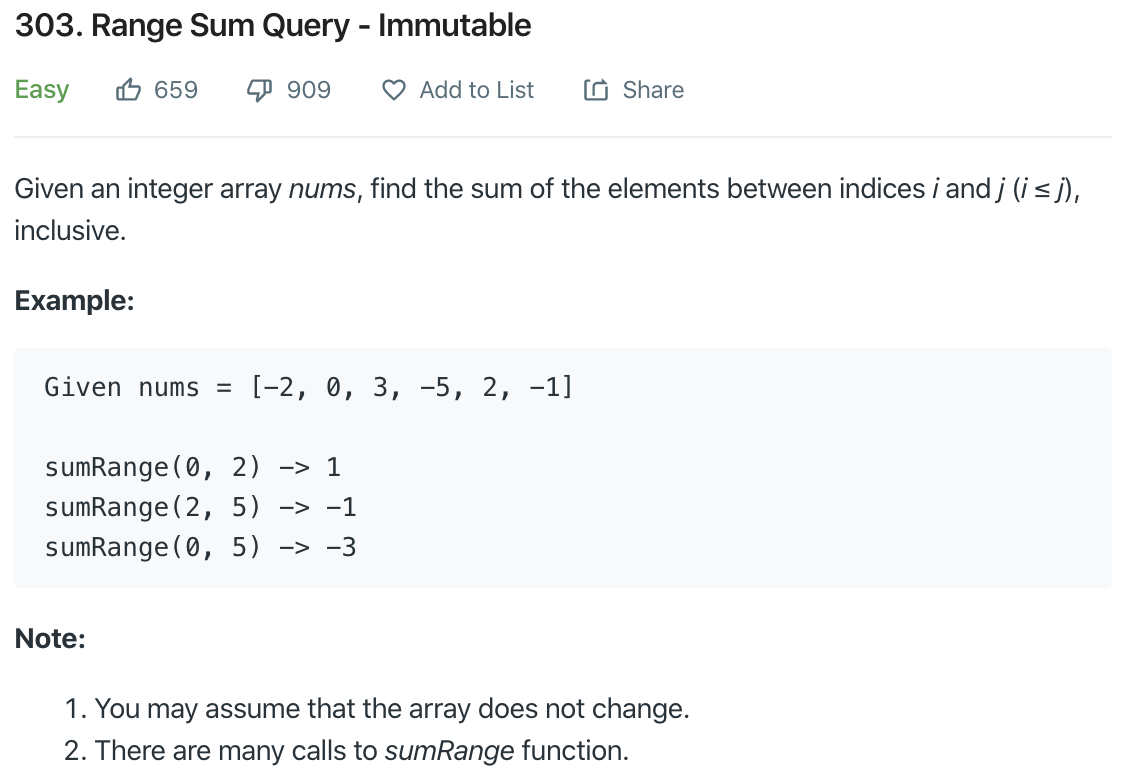 303. Range Sum Query - Immutable
Easy 659 909 Add to List Share
Given an integer array nums, find the sum of the elements between indices i and j (i ≤ j),
inclusive.
Example:
Given nums = [-2, 0, 3, -5, 2, -1]
sumRange(0, 2) -> 1
sumRange(2, 5) -> -1
sumRange(0, 5) -> -3
Note:
1. You may assume that the array does not change.
2. There are many calls to sumRange function.